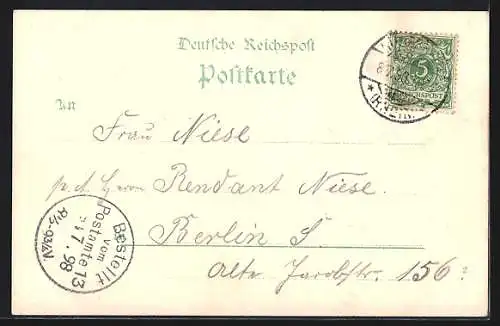 Deutsche Reichspost
Postkarte
An
5
REICHSPOST
Frau Niese
p. A. Herrn Rendant Niese.
Berlin S
Alte Jacobstr. 156.
Bestellt
vom
Postamte 13
7. 98